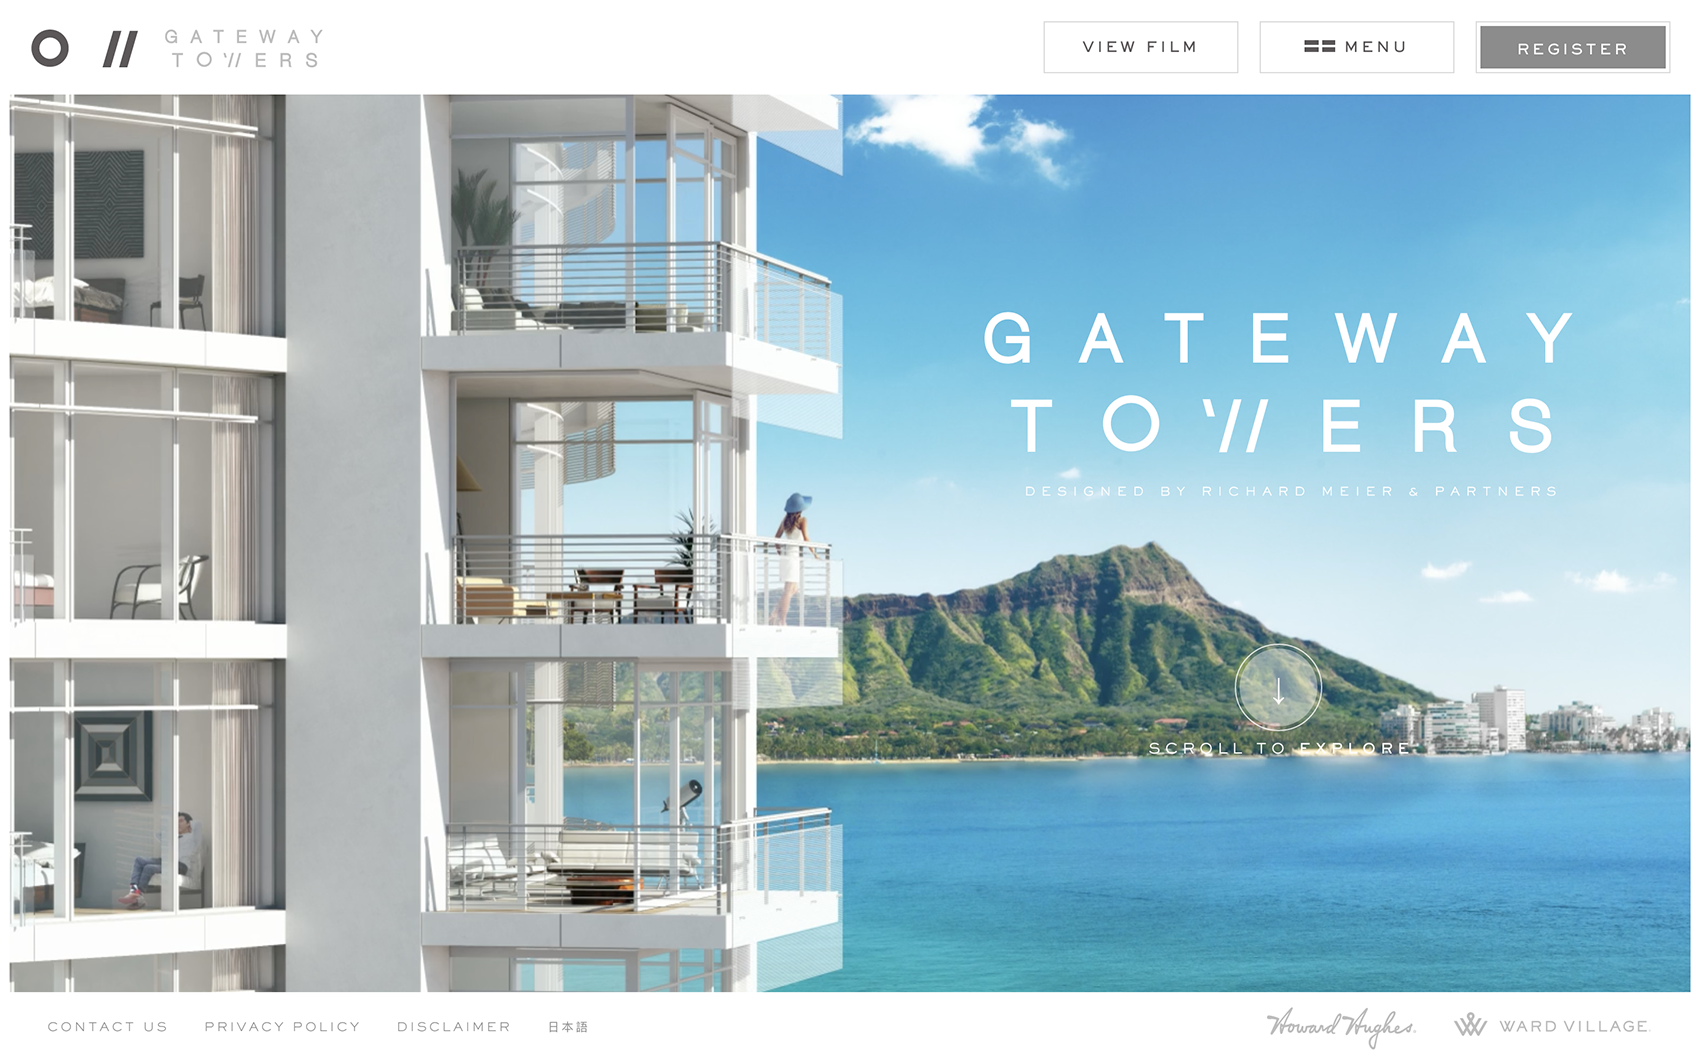 GATEWAY
TOWERS
VIEW FILM
MENU
REGISTER
GATEWAY
TOWERS
DESIGNED BY RICHARD MEIER & PARTNERS
SCROLL TO EXPLORE
CONTACT US
PRIVACY POLICY
DISCLAIMER
日本語
Howard Hughes.
WARD VILLAGE